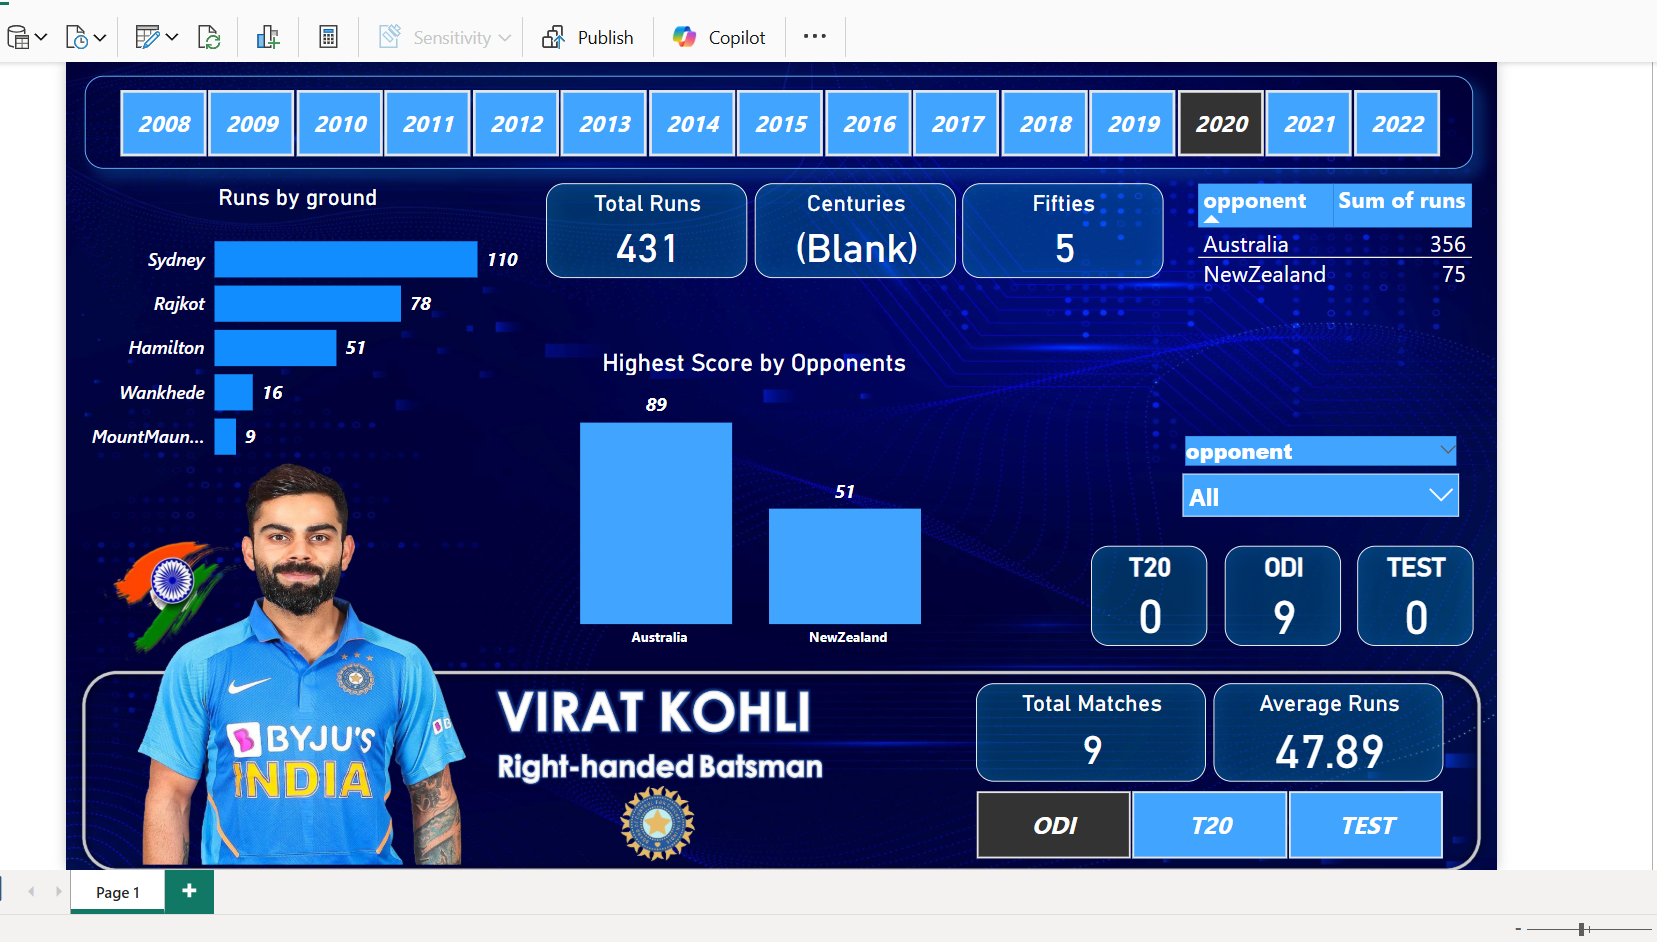 Sensitivity
Publish
Copilot
2008 2009 2010 2011 2012 2013 2014 2015 2016 2017 2018 2019 2020 2021 2022
Runs by ground
Sydney 110
Rajkot 78
Hamilton 51
Wankhede 16
MountMaun... 9
Total Runs
431
Centuries
(Blank)
Fifties
5
opponent Sum of runs
Australia 356
NewZealand 75
Highest Score by Opponents
89
51
Australia NewZealand
opponent
All
T20
0
ODI
9
TEST
0
BYJU'S
INDIA
VIRAT KOHLI
Right-handed Batsman
Total Matches
9
Average Runs
47.89
ODI T20 TEST
Page 1